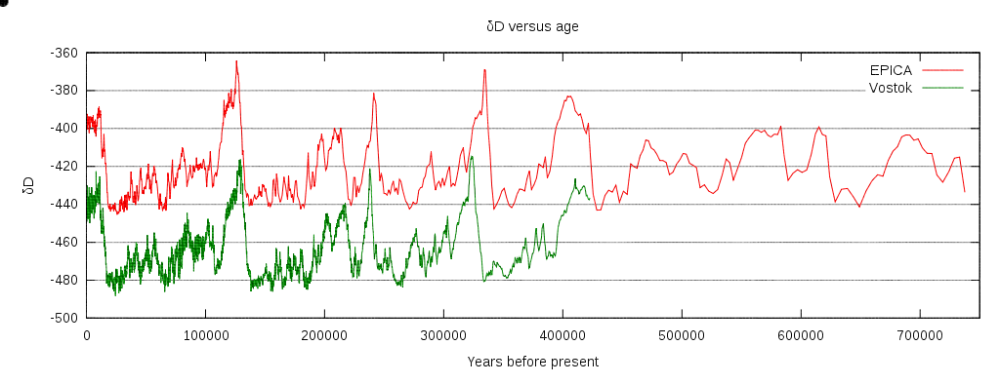 δD versus age
-360
-380
-400
-420
-440
-460
-480
-500
δD
EPICA
Vostok
0 100000 200000 300000 400000 500000 600000 700000
Years before present